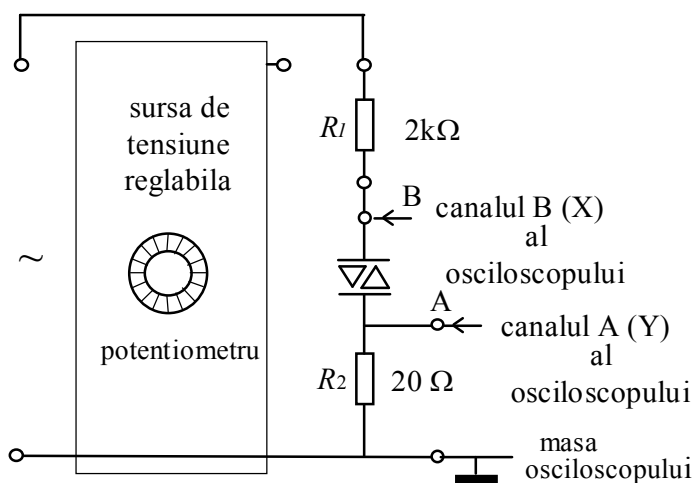 sursa de
tensiune
reglabila
~
potentiometru
R1 2kΩ
B
canalul B (X)
al
osciloscopului
A
canalul A (Y)
al
osciloscopului
R2 20 Ω
masa
osciloscopului